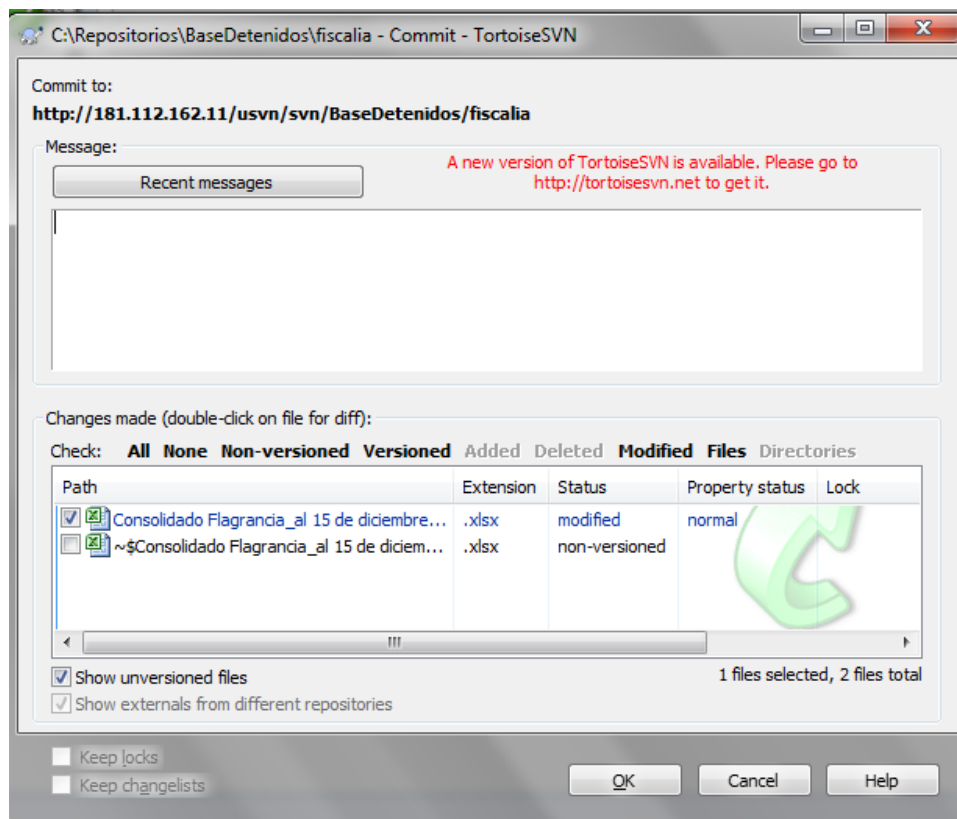 C:\Repositorios\BaseDetenidos\fiscalia - Commit - TortoiseSVN
Commit to:
http://181.112.162.11/usvn/svn/BaseDetenidos/fiscalia
Message:
Recent messages
A new version of TortoiseSVN is available. Please go to
http://tortoisesvn.net to get it.
Changes made (double-click on file for diff):
Check: All None Non-versioned Versioned Added Deleted Modified Files Directories
Path Extension Status Property status Lock
Consolidado Flagrancia_al 15 de diciembre... .xlsx modified normal
~$Consolidado Flagrancia_al 15 de diciem... .xlsx non-versioned
Show unversioned files
1 files selected, 2 files total
Show externals from different repositories
Keep locks
Keep changelists
OK Cancel Help